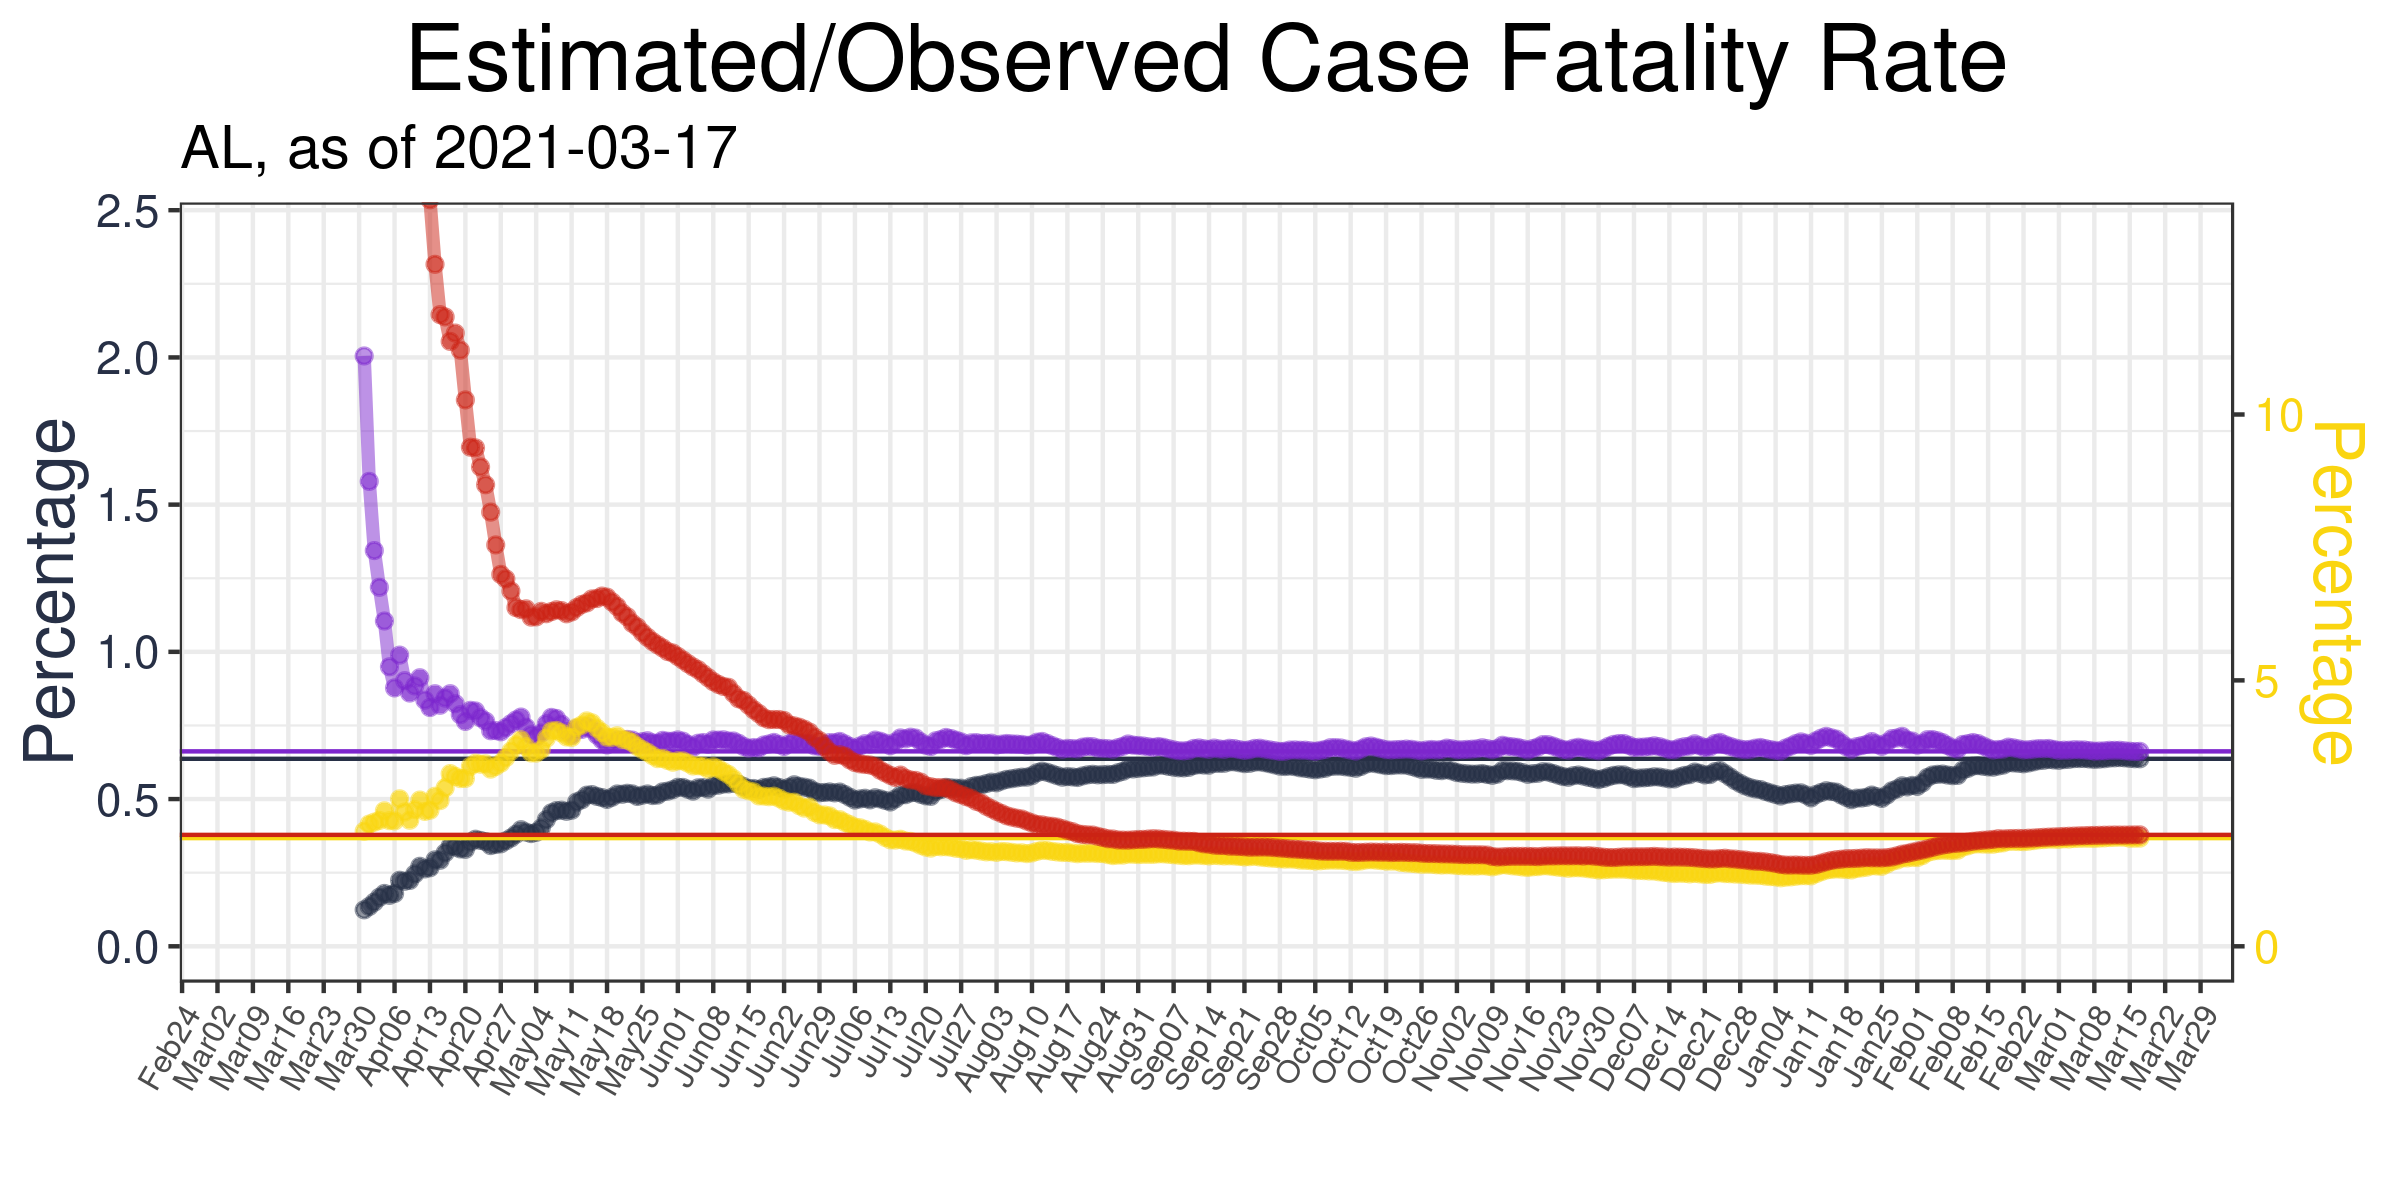 Estimated/Observed Case Fatality Rate
AL, as of 2021-03-17
Percentage
2.5
2.0
1.5
1.0
0.5
0.0
10
5
0
Percentage
Feb24
Mar02
Mar09
Mar16
Mar23
Mar30
Apr06
Apr13
Apr20
Apr27
May04
May11
May18
May25
Jun01
Jun08
Jun15
Jun22
Jun29
Jul06
Jul13
Jul20
Jul27
Aug03
Aug10
Aug17
Aug24
Aug31
Sep07
Sep14
Sep21
Sep28
Oct05
Oct12
Oct19
Oct26
Nov02
Nov09
Nov16
Nov23
Nov30
Dec07
Dec14
Dec21
Dec28
Jan04
Jan11
Jan18
Jan25
Feb01
Feb08
Feb15
Feb22
Mar01
Mar08
Mar15
Mar22
Mar29